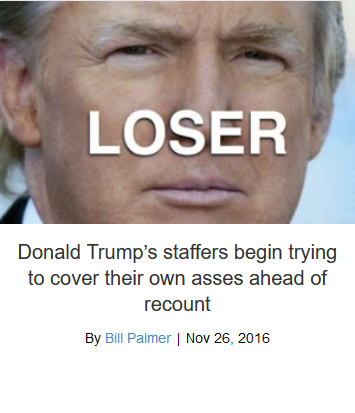 LOSER
Donald Trump’s staffers begin trying
to cover their own asses ahead of
recount
By Bill Palmer | Nov 26, 2016